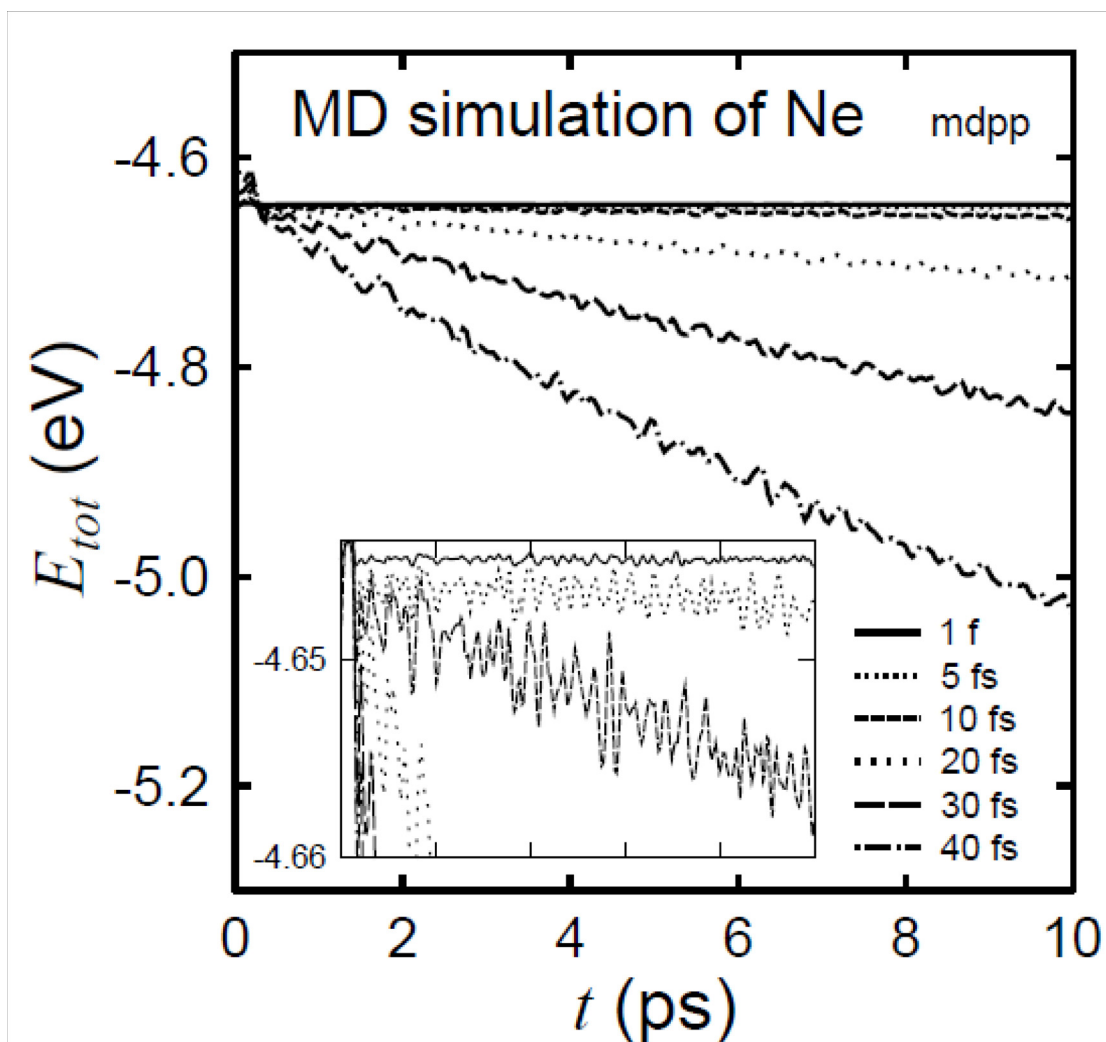 MD simulation of Ne mdpp
-4.6
-4.8
-5.0
-5.2
E_tot (eV)
-4.65
-4.66
1 f
5 fs
10 fs
20 fs
30 fs
40 fs
0 2 4 6 8 10
t (ps)